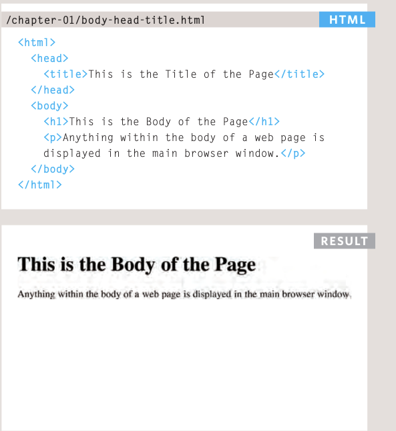 /chapter-01/body-head-title.html HTML
<html>
<head>
<title>This is the Title of the Page</title>
</head>
<body>
<h1>This is the Body of the Page</h1>
<p>Anything within the body of a web page is
displayed in the main browser window.</p>
</body>
</html>
RESULT
This is the Body of the Page
Anything within the body of a web page is displayed in the main browser window.